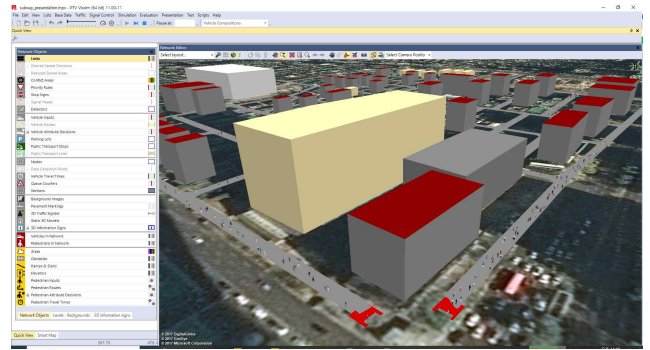 subway_presentation.inpx - PTV Vissim (64 bit) 11.00-11
File Edit View Lists Base Data Traffic Signal Control Simulation Evaluation Presentation Test Scripts Help
Pause at: Vehicle Compositions
Quick View
Network Objects
Network Editor
Select layout...
Select Camera Positio
Links
Desired Speed Decisions
Reduced Speed Areas
Conflict Areas
Priority Rules
Stop Signs
Signal Heads
Detectors
Vehicle Inputs
Vehicle Routes
Vehicle Attribute Decisions
Parking Lots
Public Transport Stops
Public Transport Lines
Nodes
Data Collection Points
Vehicle Travel Times
Queue Counters
Sections
Background Images
Pavement Markings
3D Traffic Signals
Static 3D Models
3D Information Signs
Vehicles In Network
Pedestrians In Network
Areas
Obstacles
Ramps & Stairs
Elevators
Pedestrian Inputs
Pedestrian Routes
Pedestrian Attribute Decisions
Pedestrian Travel Times
Network Objects Levels Backgrounds 3D information signs
Quick View Smart Map
© 2017 DigitalGlobe
© 2017 GeoEye
© 2017 Microsoft Corporation